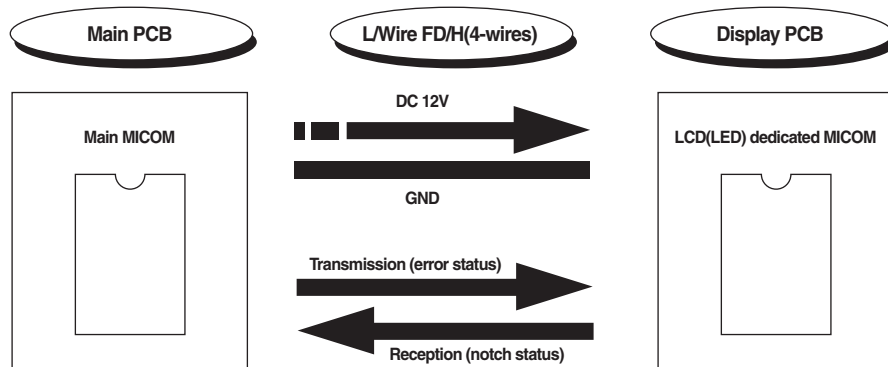 Main PCB
L/Wire FD/H(4-wires)
Display PCB
DC 12V
Main MICOM
LCD(LED) dedicated MICOM
GND
Transmission (error status)
Reception (notch status)